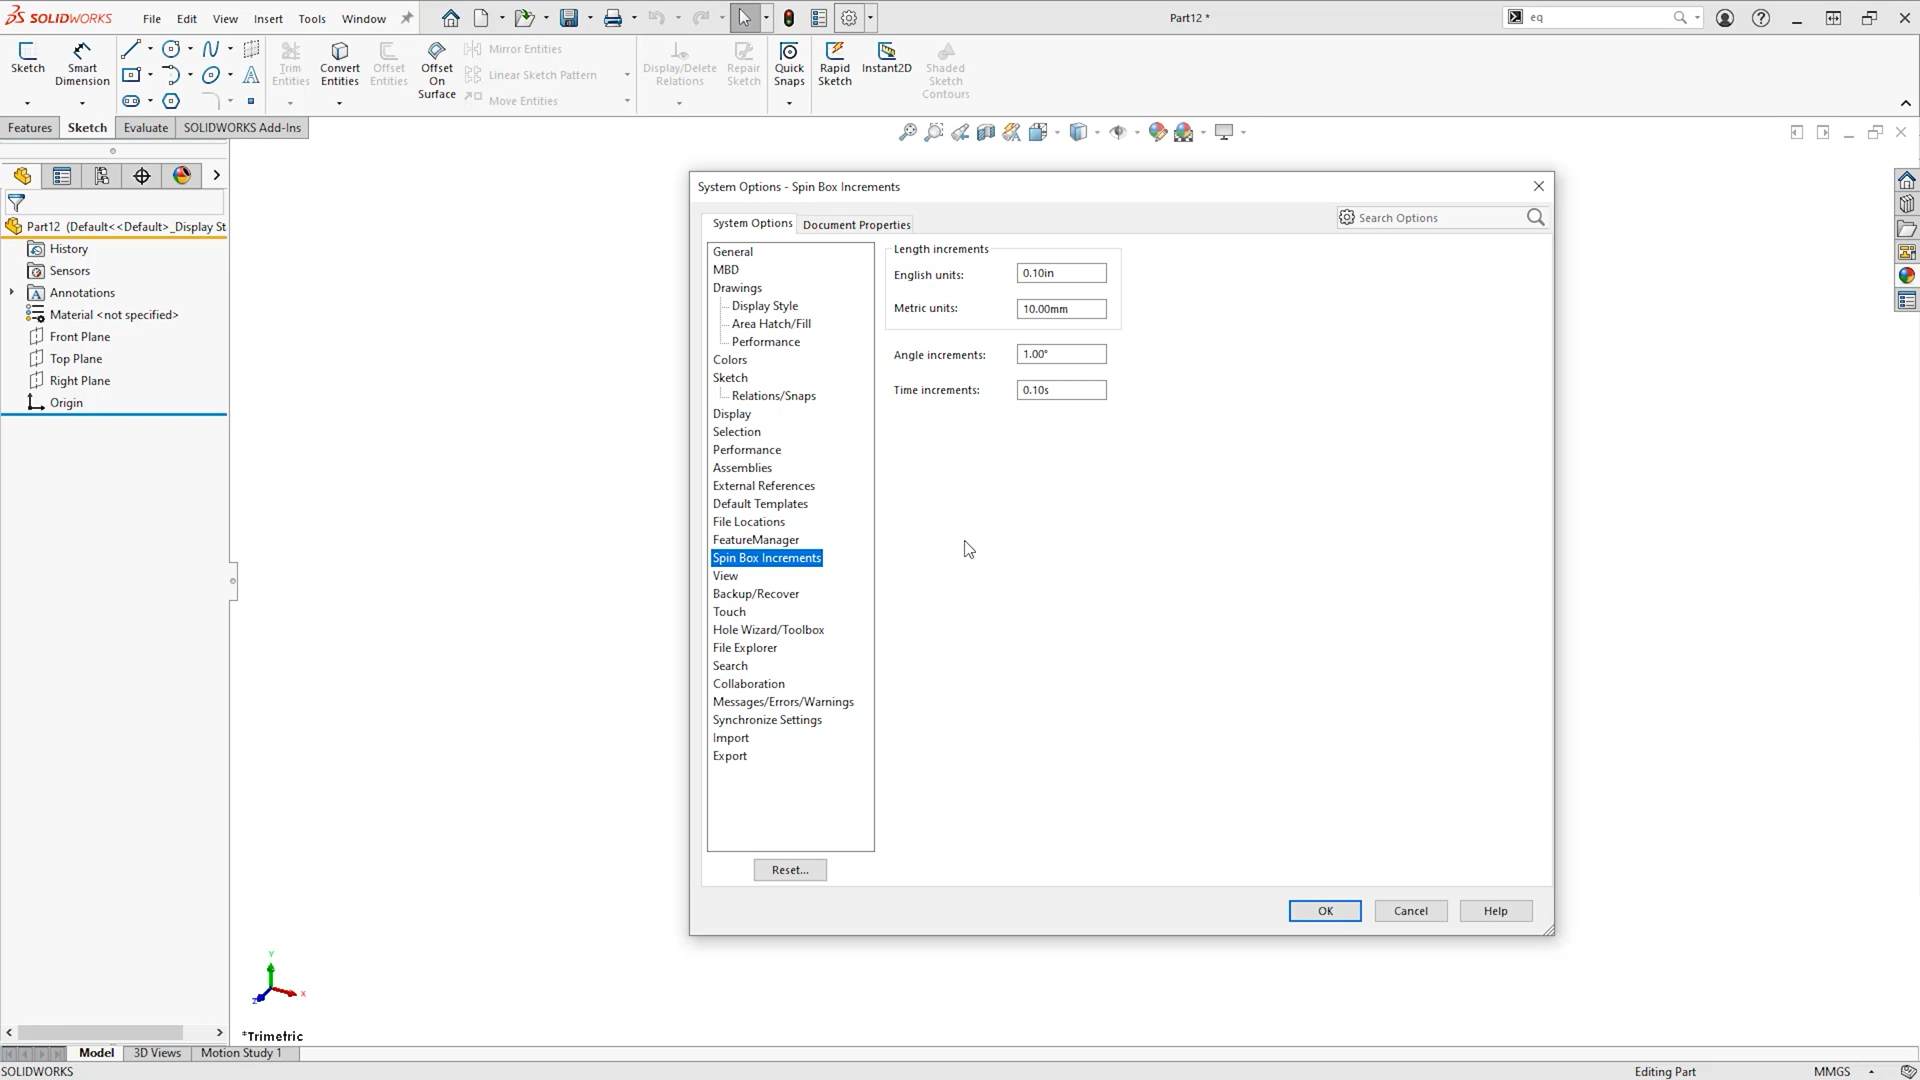 SOLIDWORKS
File Edit View Insert Tools Window
Part12 *
eq
Sketch
Smart Dimension
Trim Entities
Convert Entities
Offset Entities
Offset On Surface
Mirror Entities
Linear Sketch Pattern
Move Entities
Display/Delete Relations
Repair Sketch
Quick Snaps
Rapid Sketch
Instant2D
Shaded Sketch Contours
Features Sketch Evaluate SOLIDWORKS Add-Ins
Part12 (Default<<Default>_Display St
History
Sensors
Annotations
Material <not specified>
Front Plane
Top Plane
Right Plane
Origin
System Options - Spin Box Increments
System Options Document Properties
Search Options
General
MBD
Drawings
Display Style
Area Hatch/Fill
Performance
Colors
Sketch
Relations/Snaps
Display
Selection
Performance
Assemblies
External References
Default Templates
File Locations
FeatureManager
Spin Box Increments
View
Backup/Recover
Touch
Hole Wizard/Toolbox
File Explorer
Search
Collaboration
Messages/Errors/Warnings
Synchronize Settings
Import
Export
Reset...
Length increments
English units: 0.10in
Metric units: 10.00mm
Angle increments: 1.00°
Time increments: 0.10s
OK Cancel Help
Y
X
Z
*Trimetric
Model 3D Views Motion Study 1
SOLIDWORKS
Editing Part MMGS